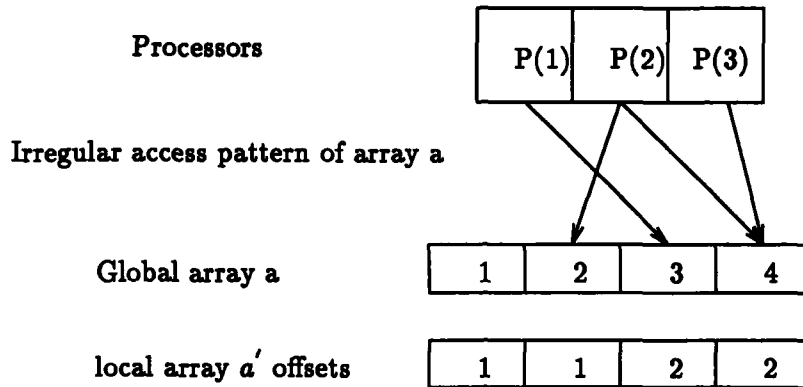 Processors P(1) P(2) P(3)
Irregular access pattern of array a
Global array a 1 2 3 4
local array a′ offsets 1 1 2 2